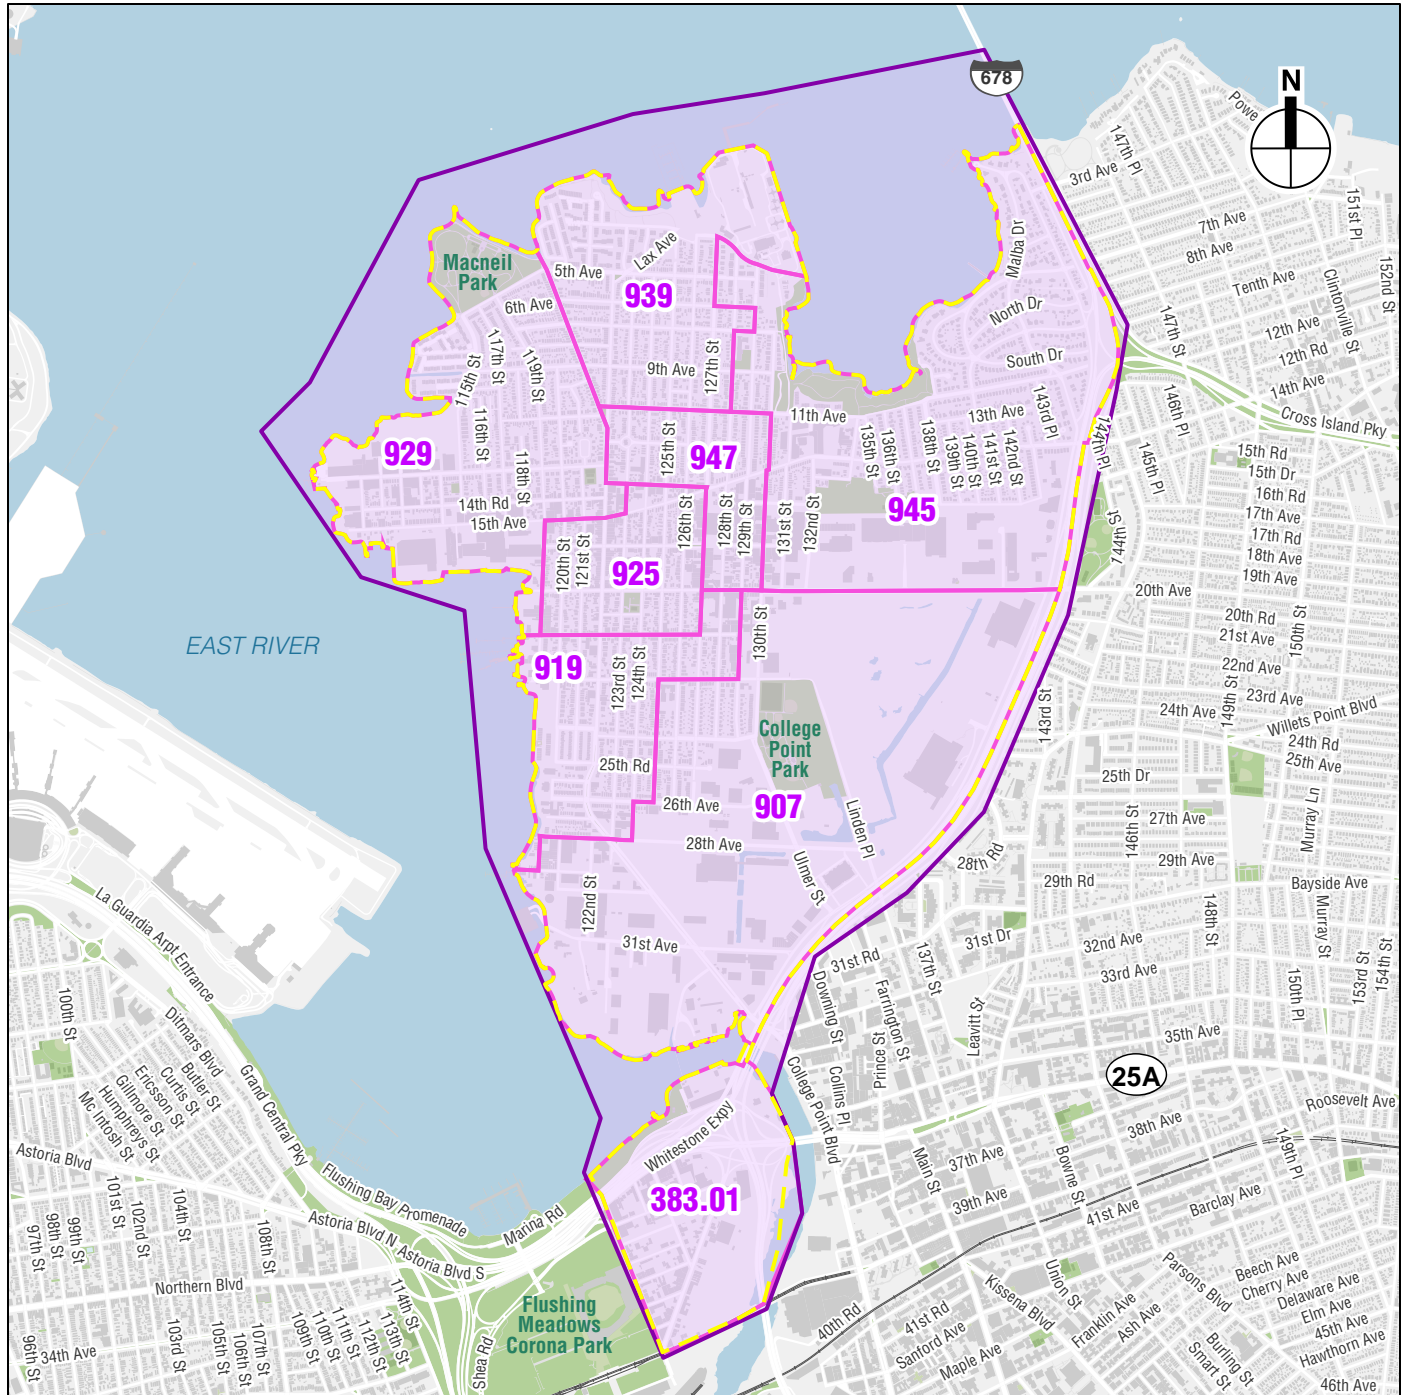 678
N
Powe
147th Pl
3rd Ave
151st Pl
7th Ave
8th Ave
Tenth Ave
152nd St
Clintonville St
12th Ave
12th Rd
14th Ave
147th St
146th Pl
Cross Island Pky
Malba Dr
North Dr
South Dr
Lax Ave
5th Ave
6th Ave
Macneil
Park
939
9th Ave
127th St
117th St
119th St
115th St
116th St
118th St
929
14th Rd
15th Ave
11th Ave
13th Ave
143rd Pl
144th Pl
145th Pl
135th St
136th St
138th St
139th St
140th St
141st St
142nd St
125th St
947
945
126th St
128th St
129th St
131st St
132nd St
120th St
121st St
925
144th St
15th Rd
15th Dr
16th Rd
17th Ave
17th Rd
18th Ave
19th Ave
20th Ave
20th Rd
21st Ave
22nd Ave
23rd Ave
24th Ave
149th St
150th St
Willets Point Blvd
24th Rd
25th Ave
EAST RIVER
919
123rd St
124th St
130th St
143rd St
College
Point
Park
25th Rd
26th Ave
907
28th Ave
Linden Pl
Ulmer St
25th Dr
146th St
27th Ave
Murray Ln
28th Rd
29th Ave
29th Rd
Bayside Ave
148th St
Murray St
122nd St
31st Ave
31st Rd
137th St
31st Dr
32nd Ave
33rd Ave
150th Pl
153rd St
154th St
La Guardia Arpt Entrance
100th St
Ditmars Blvd
Butler St
Curtis St
Ericsson St
Gillmore St
Humphreys St
Mc Intosh St
Grand Central Pky
Downing St
Farrington St
Prince St
Leavitt St
35th Ave
25A
College Point Blvd
Collins Pl
Roosevelt Ave
38th Ave
149th Pl
Whitestone Expy
383.01
Main St
37th Ave
39th Ave
Bowne St
41st Ave
Barclay Ave
Astoria Blvd
101st St
102nd St
104th St
Flushing Bay Promenade
Marina Rd
Astoria Blvd N
Astoria Blvd S
97th St
98th St
99th St
108th St
Northern Blvd
114th St
Flushing
Meadows
Corona Park
Shea Rd
34th Ave
96th St
103rd St
105th St
106th St
107th St
109th St
110th St
111th St
112th St
113th St
40th Rd
41st Rd
Sanford Ave
Maple Ave
Kissena Blvd
Union St
Franklin Ave
Ash Ave
Parsons Blvd
Beech Ave
Cherry Ave
Delaware Ave
Elm Ave
45th Ave
Hawthorn Ave
Burling St
Smart St
46th Ave